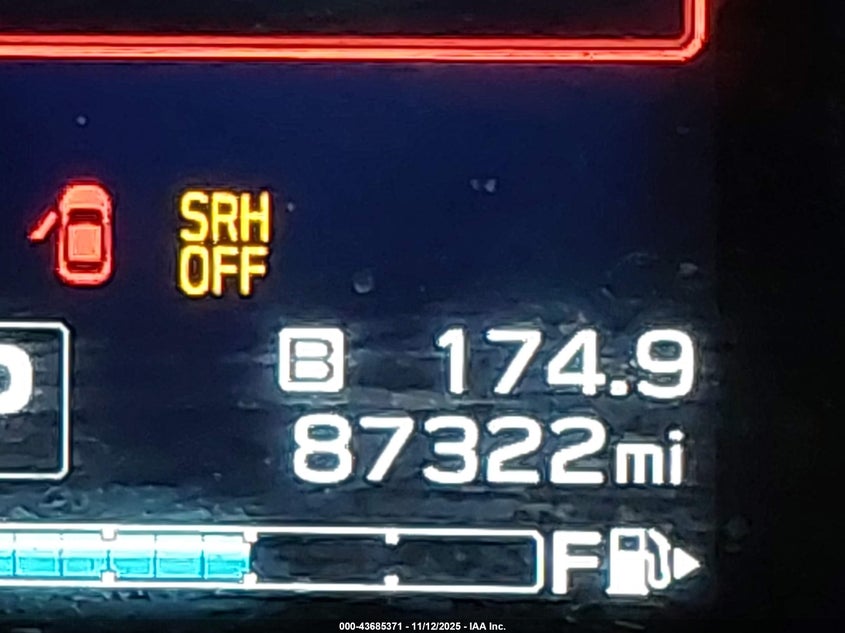 SRH
OFF
B 174.9
87322mi
F
000-43685371 - 11/12/2025 - IAA Inc.